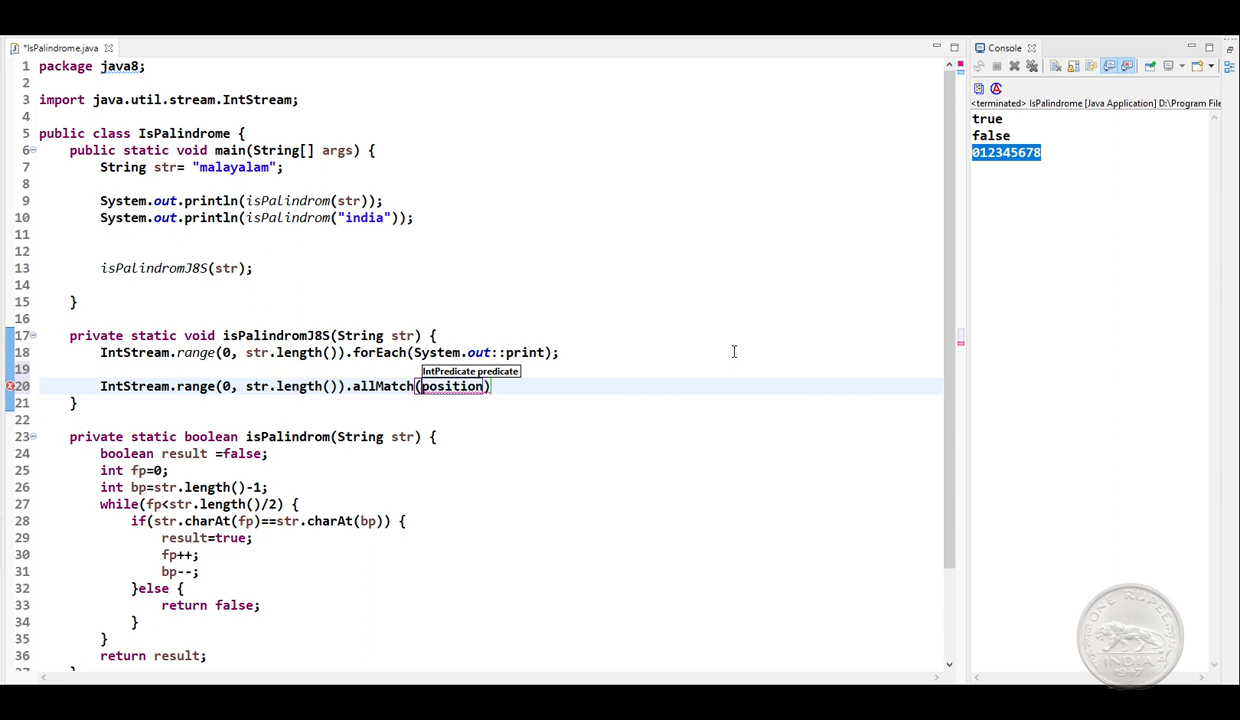 *IsPalindrome.java
1 package java8;
2
3 import java.util.stream.IntStream;
4
5 public class IsPalindrome {
6 public static void main(String[] args) {
7 String str= "malayalam";
8
9 System.out.println(isPalindrom(str));
10 System.out.println(isPalindrom("india"));
11
12
13 isPalindromJ8S(str);
14
15 }
16
17 private static void isPalindromJ8S(String str) {
18 IntStream.range(0, str.length()).forEach(System.out::print);
19
IntPredicate predicate
20 IntStream.range(0, str.length()).allMatch(position)
21 }
22
23 private static boolean isPalindrom(String str) {
24 boolean result =false;
25 int fp=0;
26 int bp=str.length()-1;
27 while(fp<str.length()/2) {
28 if(str.charAt(fp)==str.charAt(bp)) {
29 result=true;
30 fp++;
31 bp--;
32 }else {
33 return false;
34 }
35 }
36 return result;
Console
<terminated> IsPalindrome [Java Application] D:\Program File
true
false
012345678
ONE RUPEE
INDIA
1947